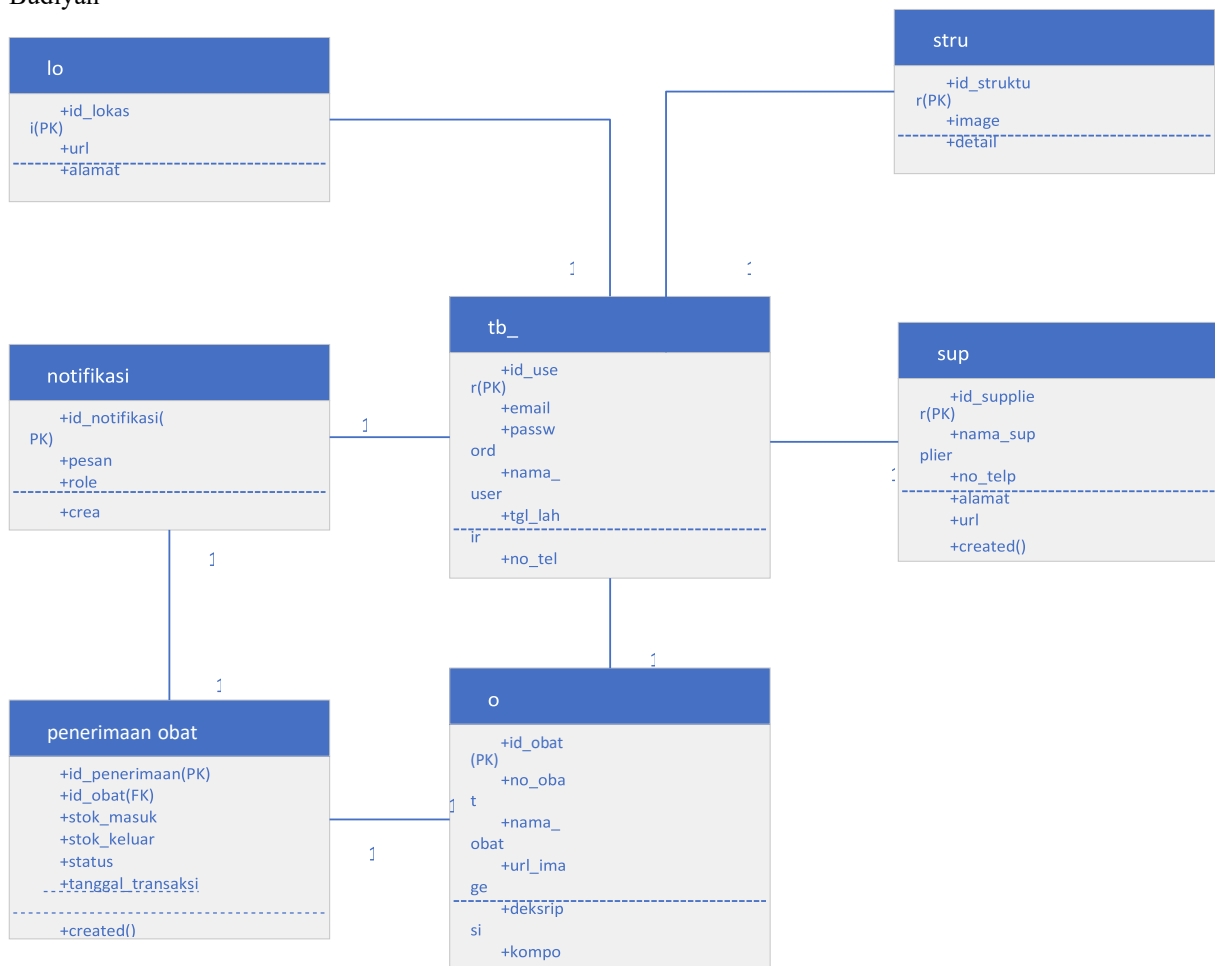 Budiyah
lo
+id_lokas
i(PK)
+url
+alamat
stru
+id_struktu
r(PK)
+image
+detail
1
1
tb_
+id_use
r(PK)
+email
+passw
ord
+nama_
user
+tgl_lah
ir
+no_tel
notifikasi
+id_notifikasi(
PK)
+pesan
+role
+crea
1
sup
+id_supplie
r(PK)
+nama_sup
plier
+no_telp
+alamat
+url
+created()
1
1
1
1
penerimaan obat
+id_penerimaan(PK)
+id_obat(FK)
+stok_masuk
+stok_keluar
+status
+tanggal_transaksi
+created()
1
1
o
+id_obat
(PK)
+no_oba
t
+nama_
obat
+url_ima
ge
+deksrip
si
+kompo